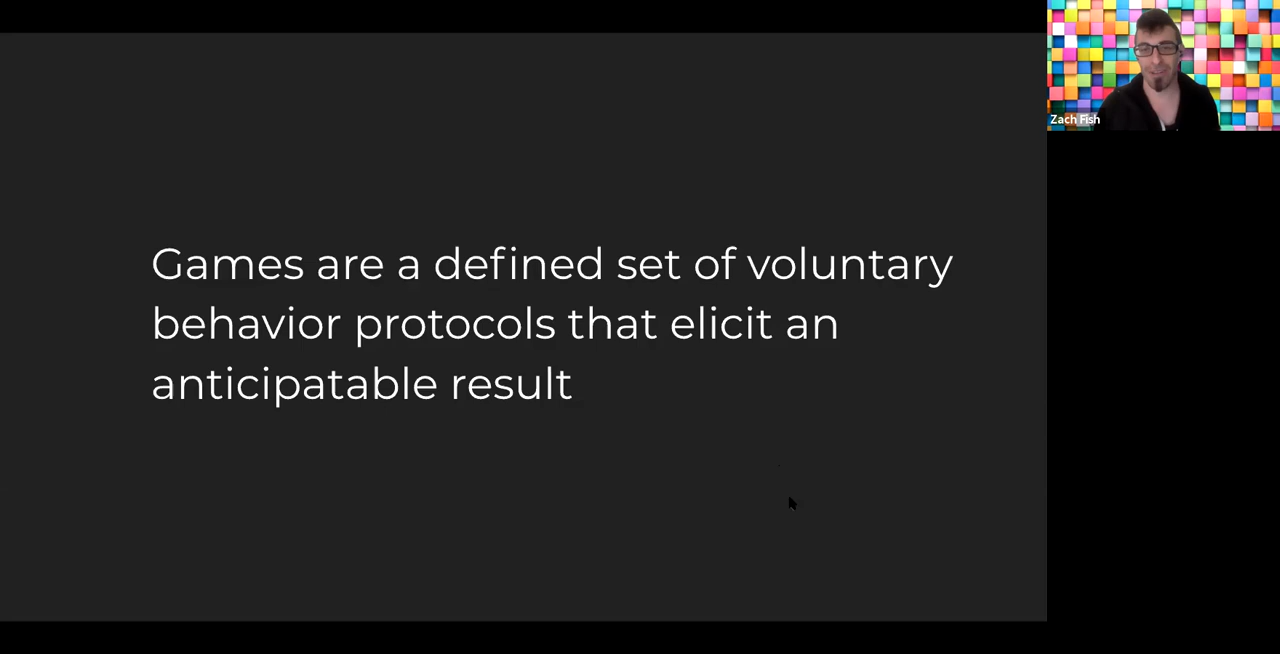 Games are a defined set of voluntary
behavior protocols that elicit an
anticipatable result
Zach Fish